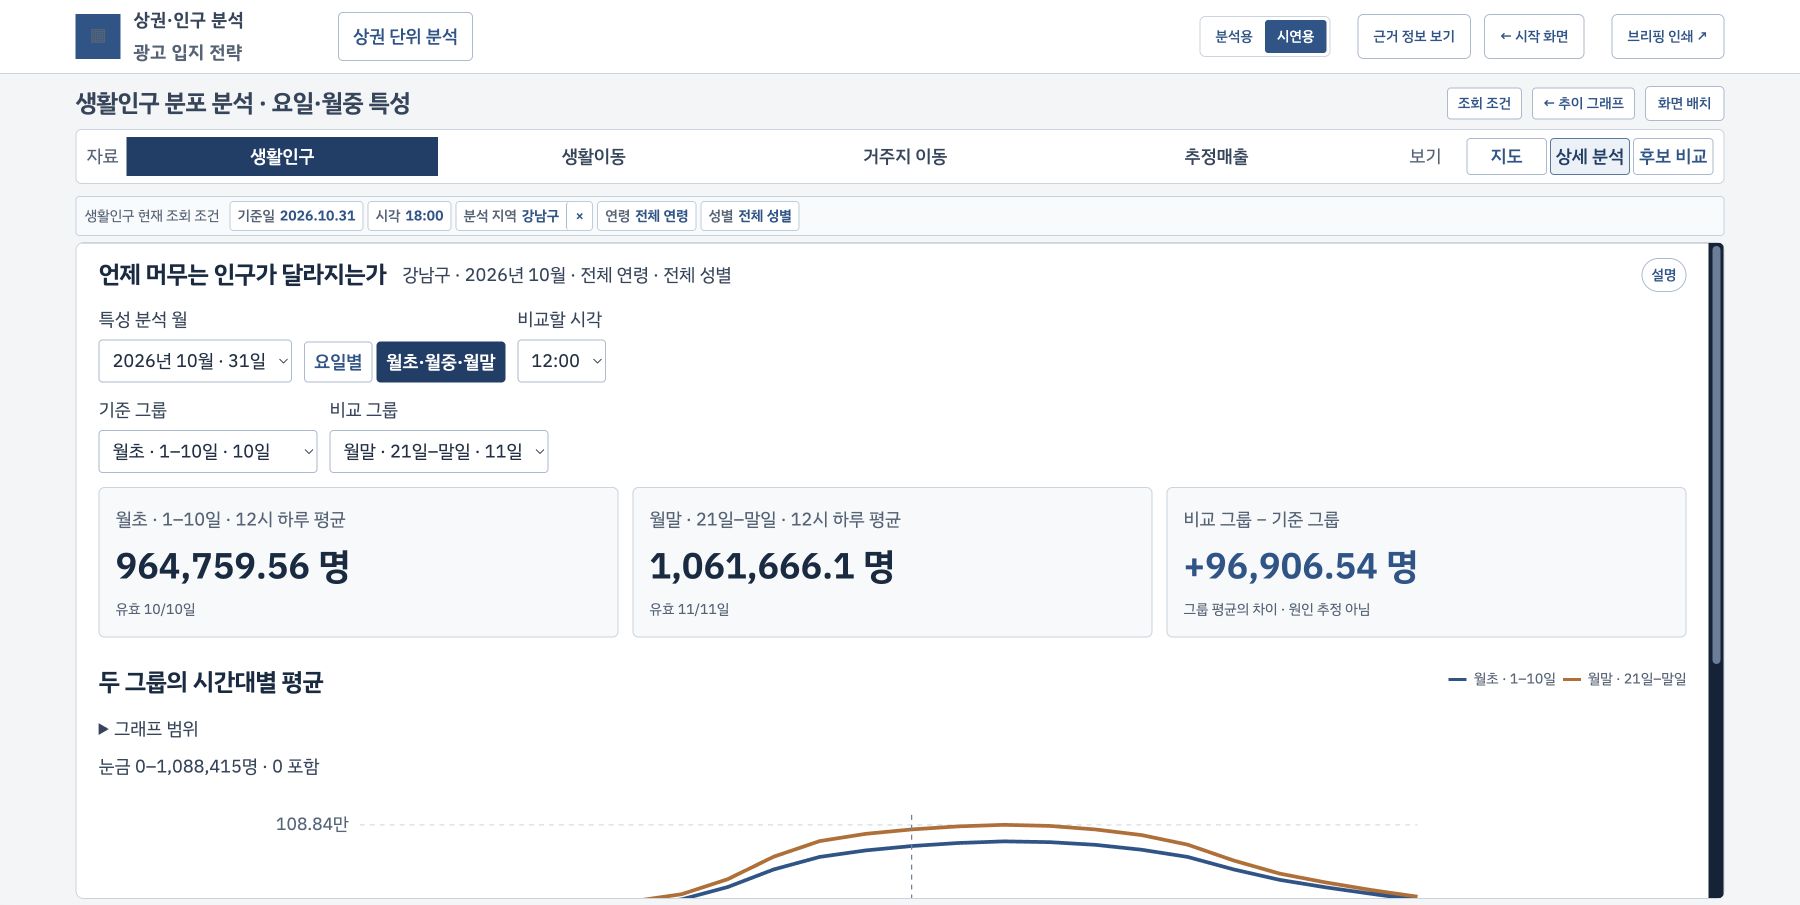 상권·인구 분석
광고 입지 전략
상권 단위 분석
분석용 시연용
근거 정보 보기
← 시작 화면
브리핑 인쇄 ↗
생활인구 분포 분석 · 요일·월중 특성
조회 조건
← 추이 그래프
화면 배치
자료 생활인구 생활이동 거주지 이동 추정매출 보기 지도 상세 분석 후보 비교
생활인구 현재 조회 조건 기준일 2026.10.31 시각 18:00 분석 지역 강남구 × 연령 전체 연령 성별 전체 성별
언제 머무는 인구가 달라지는가 강남구 · 2026년 10월 · 전체 연령 · 전체 성별 설명
특성 분석 월 비교할 시각
2026년 10월 · 31일 요일별 월초·월중·월말 12:00
기준 그룹 비교 그룹
월초 · 1–10일 · 10일 월말 · 21일–말일 · 11일
월초 · 1–10일 · 12시 하루 평균
964,759.56 명
유효 10/10일
월말 · 21일–말일 · 12시 하루 평균
1,061,666.1 명
유효 11/11일
비교 그룹 − 기준 그룹
+96,906.54 명
그룹 평균의 차이 · 원인 추정 아님
두 그룹의 시간대별 평균 월초 · 1–10일 월말 · 21일–말일
▶ 그래프 범위
눈금 0–1,088,415명 · 0 포함
108.84만